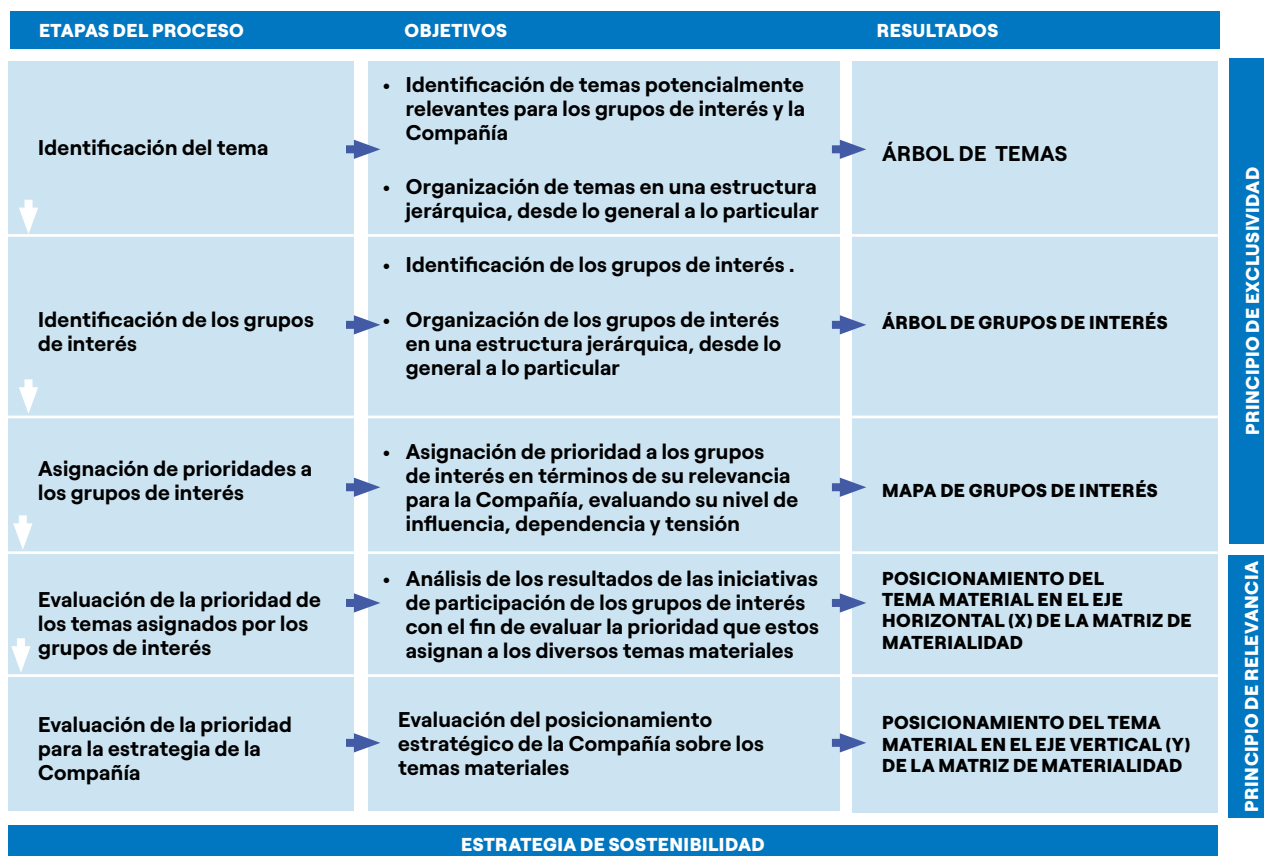 ETAPAS DEL PROCESO
OBJETIVOS
RESULTADOS
Identificación del tema
• Identificación de temas potencialmente
relevantes para los grupos de interés y la
Compañía
• Organización de temas en una estructura
jerárquica, desde lo general a lo particular
ÁRBOL DE TEMAS
Identificación de los grupos
de interés
• Identificación de los grupos de interés .
• Organización de los grupos de interés
en una estructura jerárquica, desde lo
general a lo particular
ÁRBOL DE GRUPOS DE INTERÉS
Asignación de prioridades a
los grupos de interés
• Asignación de prioridad a los grupos
de interés en términos de su relevancia
para la Compañía, evaluando su nivel de
influencia, dependencia y tensión
MAPA DE GRUPOS DE INTERÉS
PRINCIPIO DE EXCLUSIVIDAD
Evaluación de la prioridad de
los temas asignados por los
grupos de interés
• Análisis de los resultados de las iniciativas
de participación de los grupos de interés
con el fin de evaluar la prioridad que estos
asignan a los diversos temas materiales
POSICIONAMIENTO DEL
TEMA MATERIAL EN EL EJE
HORIZONTAL (X) DE LA MATRIZ DE
MATERIALIDAD
Evaluación de la prioridad
para la estrategia de la
Compañía
Evaluación del posicionamiento
estratégico de la Compañía sobre los
temas materiales
POSICIONAMIENTO DEL TEMA
MATERIAL EN EL EJE VERTICAL (Y)
DE LA MATRIZ DE MATERIALIDAD
PRINCIPIO DE RELEVANCIA
ESTRATEGIA DE SOSTENIBILIDAD